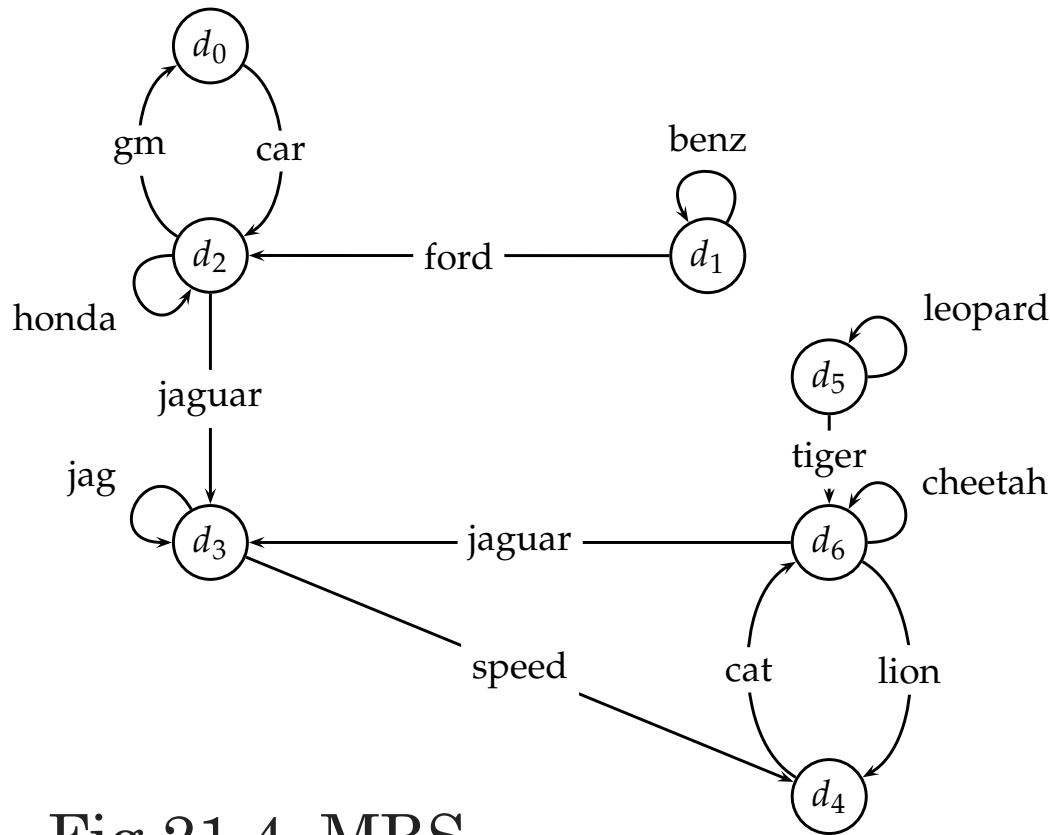 d0
gm
car
benz
d2
ford
d1
honda
leopard
jaguar
d5
tiger
jag
cheetah
d3
jaguar
d6
speed
cat
lion
d4
Fig 21.4 MRS